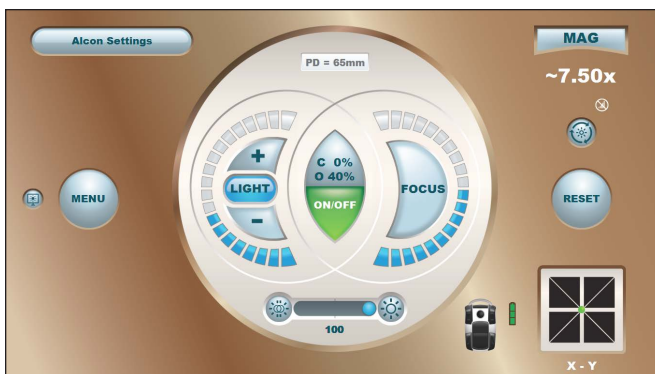 Alcon Settings
MAG
PD = 65mm
~7.50x
+
C 0%
O 40%
LIGHT
FOCUS
MENU
ON/OFF
RESET
-
100
X - Y